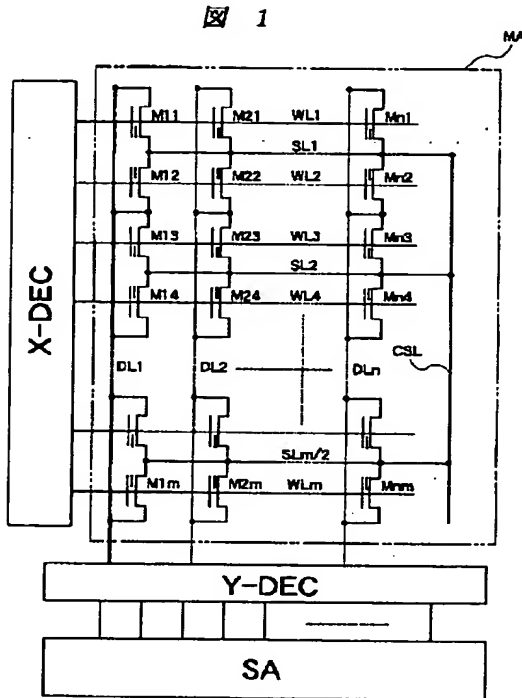 図 1
MA
M11 M21 WL1 Mn1
SL1
M12 M22 WL2 Mn2
M13 M23 WL3 Mn3
SL2
M14 M24 WL4 Mn4
X-DEC
DL1 DL2 DLn CSL
SLm/2
M1m M2m WLm Mnm
Y-DEC
SA